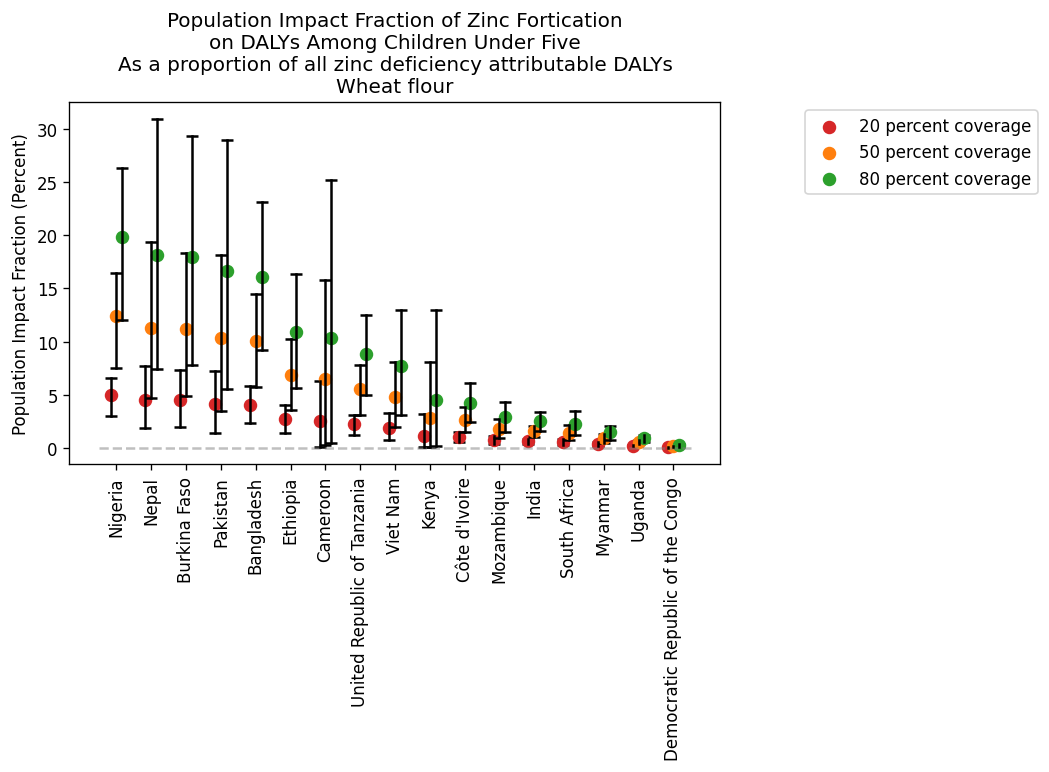 Population Impact Fraction of Zinc Fortication
on DALYs Among Children Under Five
As a proportion of all zinc deficiency attributable DALYs
Wheat flour
Population Impact Fraction (Percent)
30
25
20
15
10
5
0
20 percent coverage
50 percent coverage
80 percent coverage
Nigeria
Nepal
Burkina Faso
Pakistan
Bangladesh
Ethiopia
Cameroon
United Republic of Tanzania
Viet Nam
Kenya
Côte d'Ivoire
Mozambique
India
South Africa
Myanmar
Uganda
Democratic Republic of the Congo